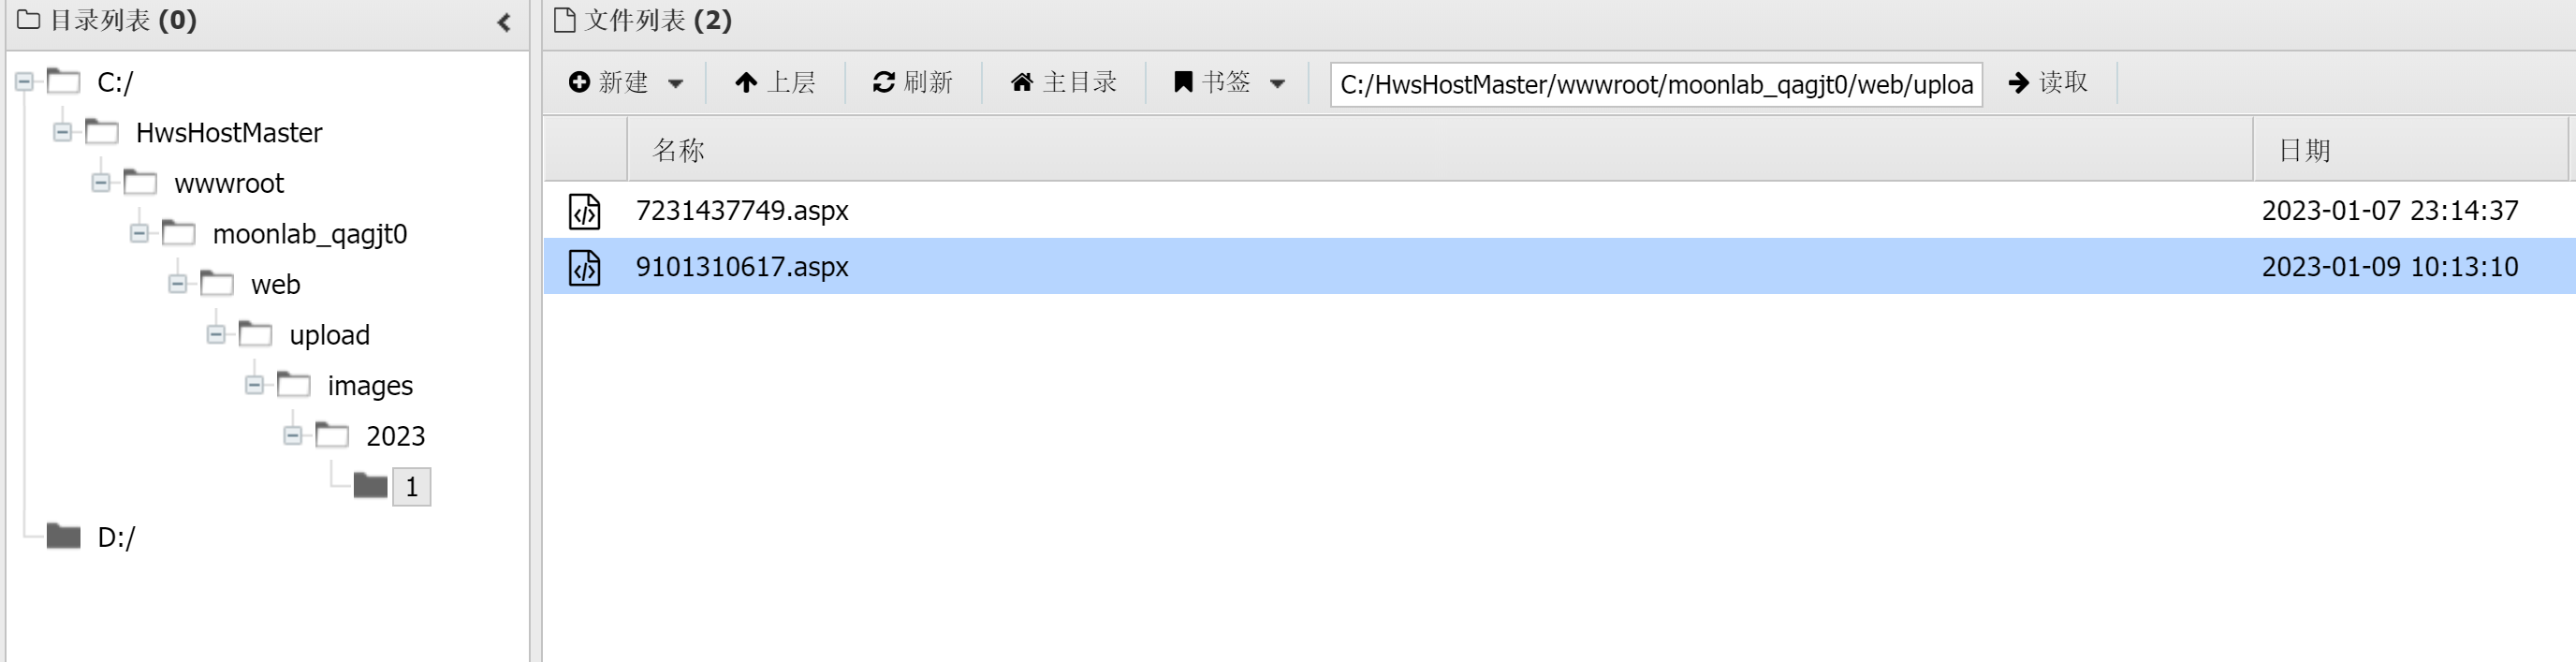 目录列表 (0)
C:/
HwsHostMaster
wwwroot
moonlab_qagjt0
web
upload
images
2023
1
D:/
文件列表 (2)
新建 上层 刷新 主目录 书签 C:/HwsHostMaster/wwwroot/moonlab_qagjt0/web/uploa 读取
名称 日期
7231437749.aspx 2023-01-07 23:14:37
9101310617.aspx 2023-01-09 10:13:10